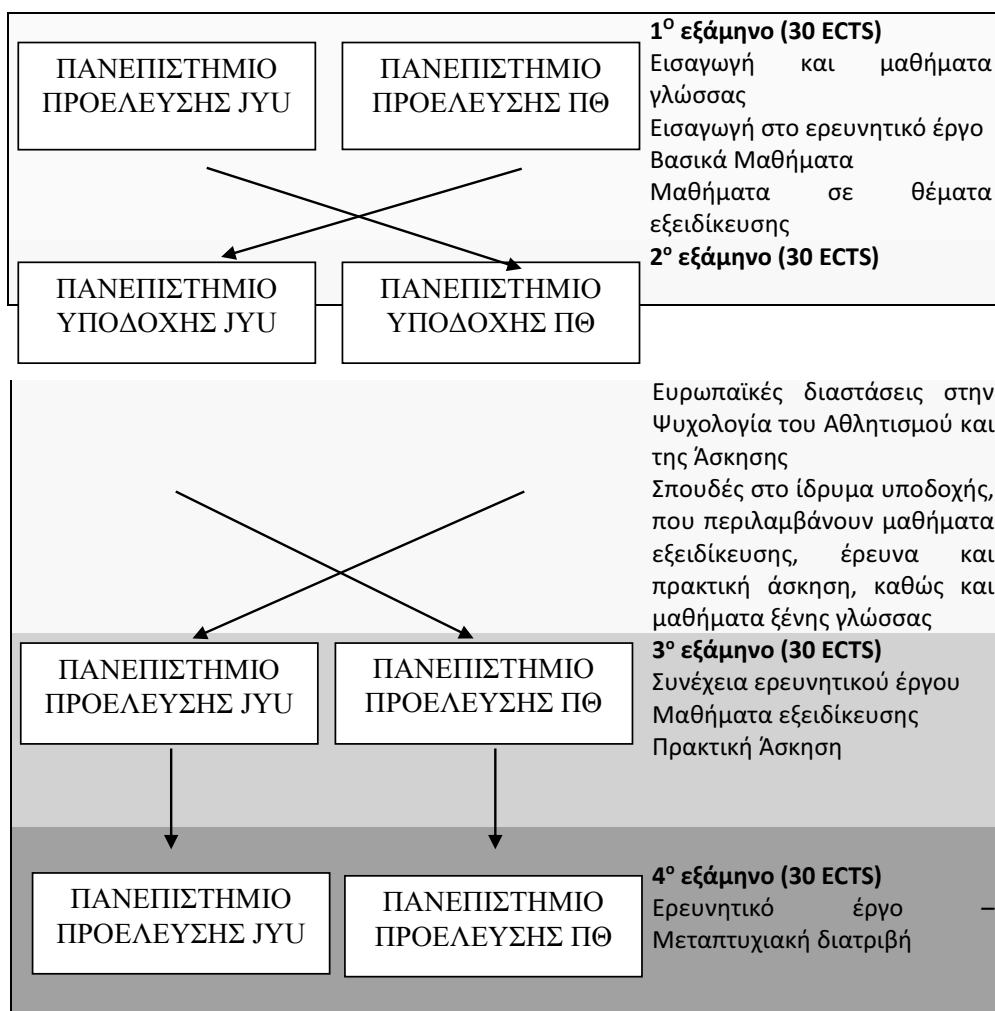 ΠΑΝΕΠΙΣΤΗΜΙΟ
ΠΡΟΕΛΕΥΣΗΣ JYU
ΠΑΝΕΠΙΣΤΗΜΙΟ
ΠΡΟΕΛΕΥΣΗΣ ΠΘ
1Ο εξάμηνο (30 ECTS)
Εισαγωγή και μαθήματα
γλώσσας
Εισαγωγή στο ερευνητικό έργο
Βασικά Μαθήματα
Μαθήματα σε θέματα
εξειδίκευσης
2ο εξάμηνο (30 ECTS)
ΠΑΝΕΠΙΣΤΗΜΙΟ
ΥΠΟΔΟΧΗΣ JYU
ΠΑΝΕΠΙΣΤΗΜΙΟ
ΥΠΟΔΟΧΗΣ ΠΘ
Ευρωπαϊκές διαστάσεις στην
Ψυχολογία του Αθλητισμού και
της Άσκησης
Σπουδές στο ίδρυμα υποδοχής,
που περιλαμβάνουν μαθήματα
εξειδίκευσης, έρευνα και
πρακτική άσκηση, καθώς και
μαθήματα ξένης γλώσσας
ΠΑΝΕΠΙΣΤΗΜΙΟ
ΠΡΟΕΛΕΥΣΗΣ JYU
ΠΑΝΕΠΙΣΤΗΜΙΟ
ΠΡΟΕΛΕΥΣΗΣ ΠΘ
3ο εξάμηνο (30 ECTS)
Συνέχεια ερευνητικού έργου
Μαθήματα εξειδίκευσης
Πρακτική Άσκηση
ΠΑΝΕΠΙΣΤΗΜΙΟ
ΠΡΟΕΛΕΥΣΗΣ JYU
ΠΑΝΕΠΙΣΤΗΜΙΟ
ΠΡΟΕΛΕΥΣΗΣ ΠΘ
4ο εξάμηνο (30 ECTS)
Ερευνητικό έργο –
Μεταπτυχιακή διατριβή